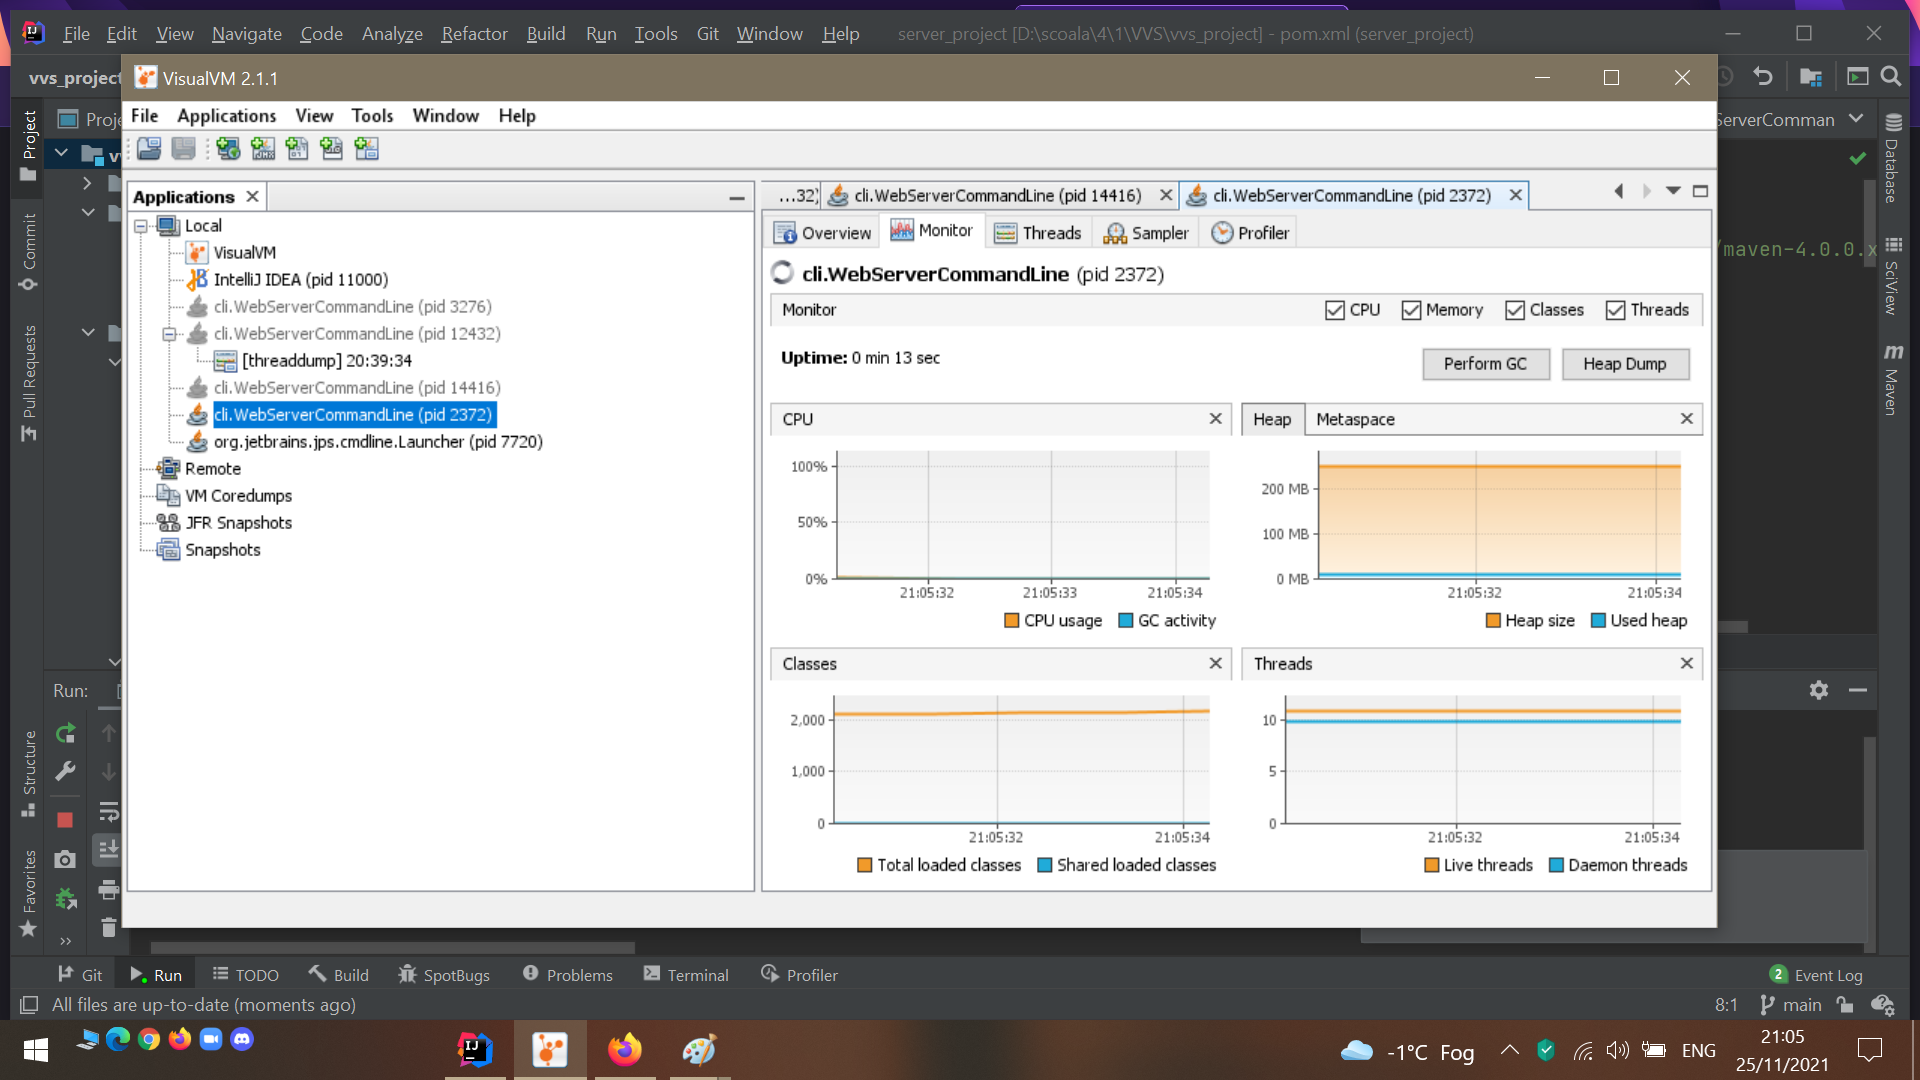 File Edit View Navigate Code Analyze Refactor Build Run Tools Git Window Help server_project [D:\scoala\4\1\VVS\vvs_project] - pom.xml (server_project)
vvs_project
VisualVM 2.1.1
File Applications View Tools Window Help
Project
Commit
Pull Requests
Structure
Favorites
Proje
Applications
Local
VisualVM
IntelliJ IDEA (pid 11000)
cli.WebServerCommandLine (pid 3276)
cli.WebServerCommandLine (pid 12432)
[threaddump] 20:39:34
cli.WebServerCommandLine (pid 14416)
cli.WebServerCommandLine (pid 2372)
org.jetbrains.jps.cmdline.Launcher (pid 7720)
Remote
VM Coredumps
JFR Snapshots
Snapshots
...32) cli.WebServerCommandLine (pid 14416) cli.WebServerCommandLine (pid 2372)
Overview Monitor Threads Sampler Profiler
cli.WebServerCommandLine (pid 2372)
Monitor CPU Memory Classes Threads
Uptime: 0 min 13 sec Perform GC Heap Dump
CPU
100%
50%
0%
21:05:32 21:05:33 21:05:34
CPU usage GC activity
Heap Metaspace
200 MB
100 MB
0 MB
21:05:32 21:05:34
Heap size Used heap
Classes
2,000
1,000
0
21:05:32 21:05:34
Total loaded classes Shared loaded classes
Threads
10
5
0
21:05:32 21:05:34
Live threads Daemon threads
ServerComman
/maven-4.0.0.x
Database
SciView
m
Maven
Run:
Git Run TODO Build SpotBugs Problems Terminal Profiler 2 Event Log
All files are up-to-date (moments ago) 8:1 main
-1°C Fog ENG 21:05
25/11/2021